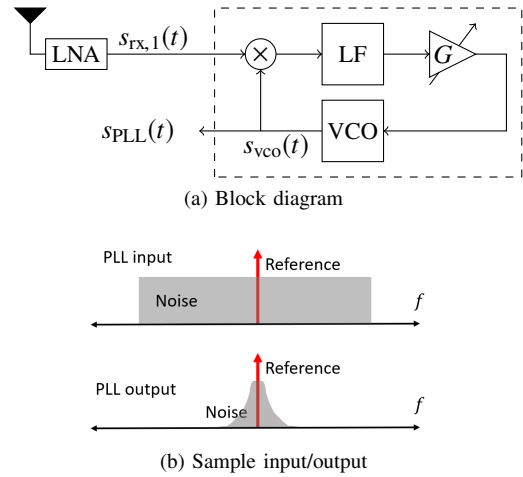 LNA
s_rx,1(t)
×
LF
G
s_PLL(t)
s_vco(t)
VCO
(a) Block diagram
PLL input
Reference
Noise
f
PLL output
Reference
Noise
f
(b) Sample input/output